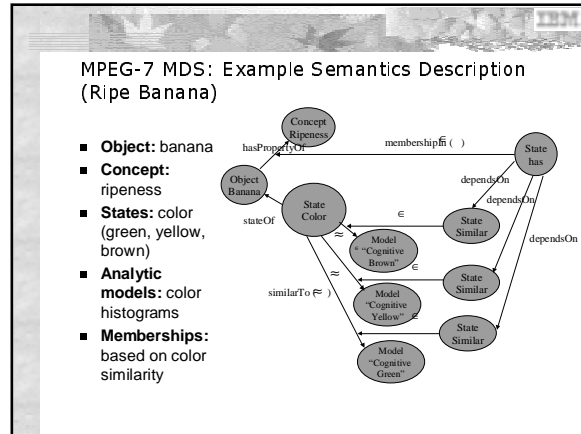 IBM
MPEG-7 MDS: Example Semantics Description
(Ripe Banana)
■ Object: banana
■ Concept:
ripeness
■ States: color
(green, yellow,
brown)
■ Analytic
models: color
histograms
■ Memberships:
based on color
similarity
Concept
Ripeness
hasPropertyOf
membershipIn ( ∈ )
State
has
Object
Banana
dependsOn
dependsOn
dependsOn
stateOf
State
Color
∈
State
Similar
≈
Model
“Cognitive
Brown”
∈
State
Similar
≈
similarTo (≈ )
Model
“Cognitive
Yellow”
∈
State
Similar
Model
“Cognitive
Green”